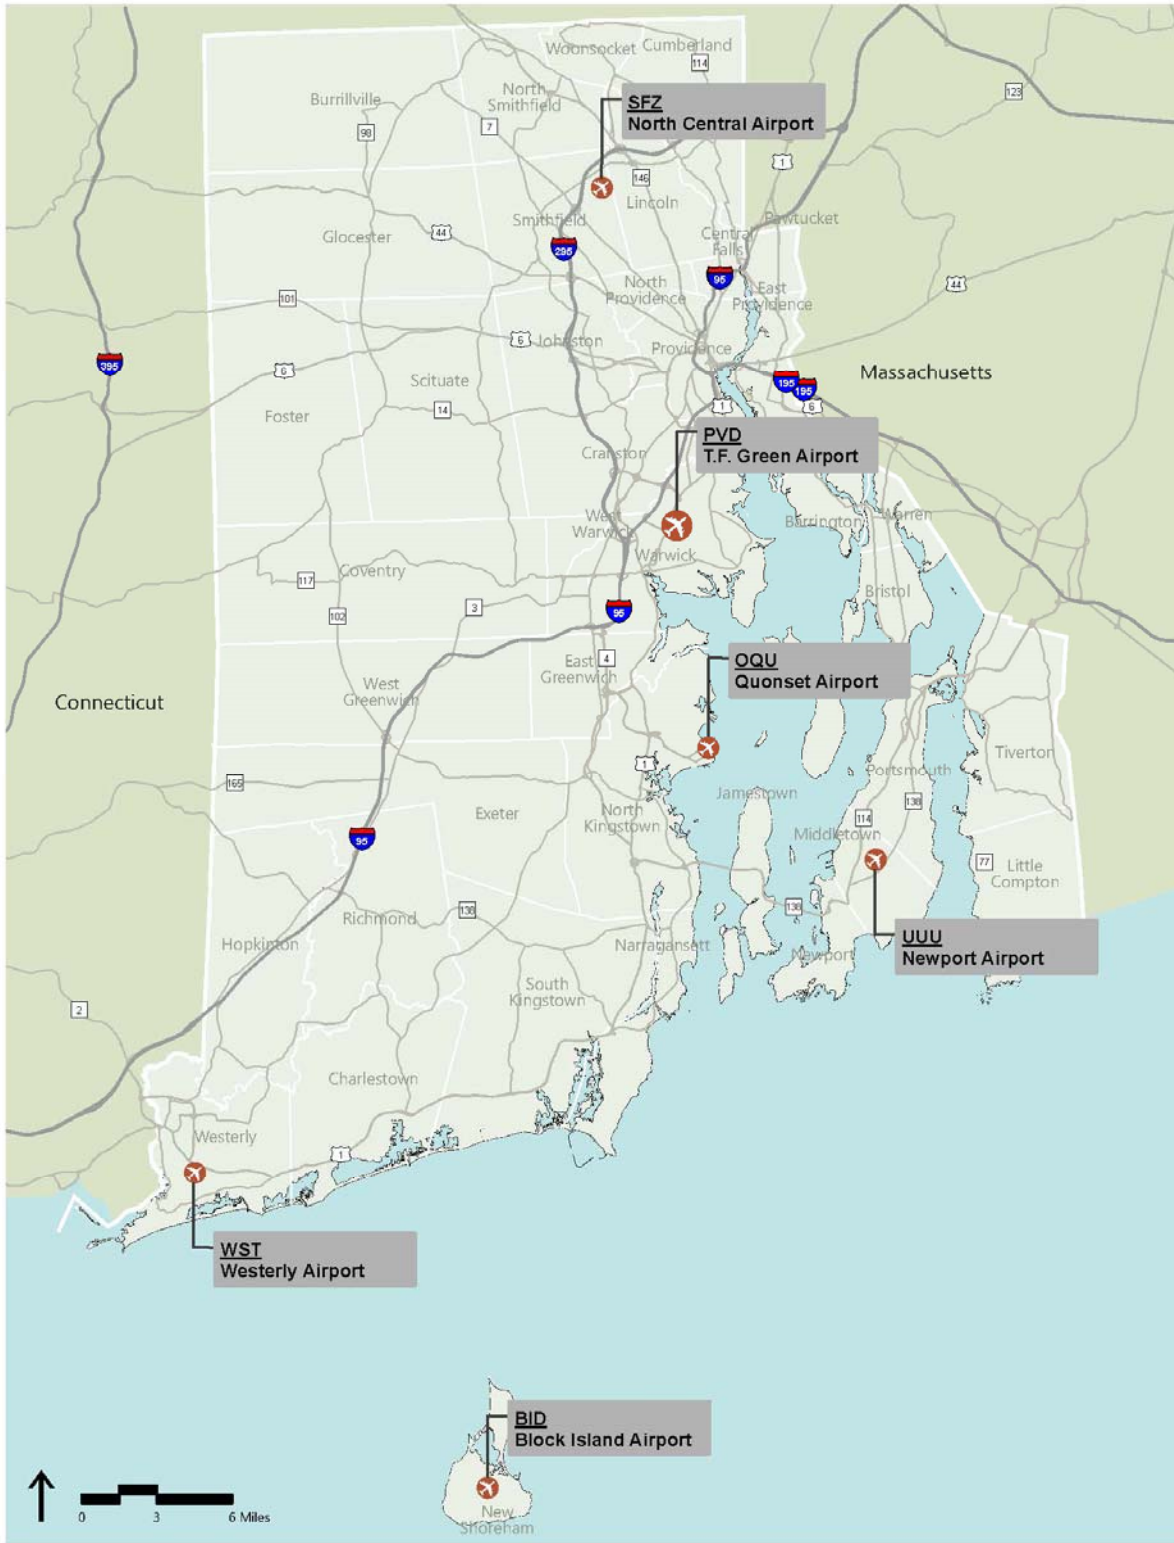 Woonsocket
Cumberland
114
North
Smithfield
Burrillville
98
7
SFZ
North Central Airport
123
1
146
Lincoln
Smithfield
Pawtucket
Glocester
44
295
Central
Falls
95
44
North
Providence
East
Providence
101
6
Johnston
Providence
395
6
Scituate
14
Foster
195
195
Massachusetts
1
6
PVD
T.F. Green Airport
Cranston
West
Warwick
Warwick
Barrington
Warren
Coventry
117
102
3
95
Bristol
4
East
Greenwich
OQU
Quonset Airport
West
Greenwich
Connecticut
165
1
Tiverton
Portsmouth
Exeter
North
Kingstown
Jamestown
138
114
Middletown
95
77
Little
Compton
Richmond
138
138
Hopkinton
Narragansett
Newport
UUU
Newport Airport
South
Kingstown
2
Charlestown
Westerly
1
WST
Westerly Airport
BID
Block Island Airport
New
Shoreham
0 3 6 Miles